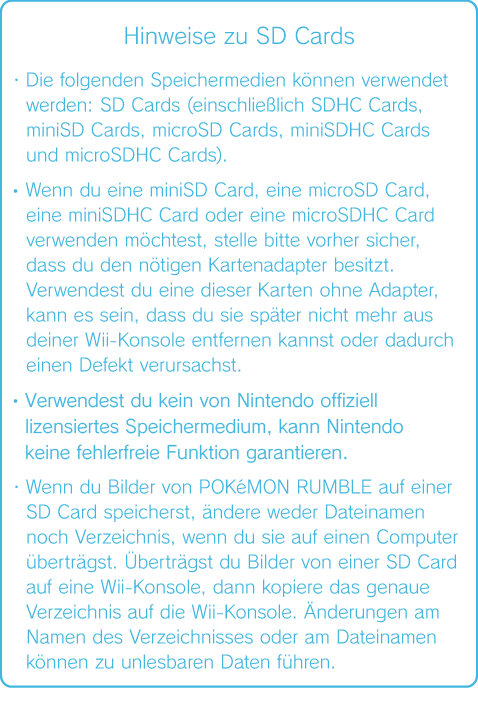 Hinweise zu SD Cards
· Die folgenden Speichermedien können verwendet
werden: SD Cards (einschließlich SDHC Cards,
miniSD Cards, microSD Cards, miniSDHC Cards
und microSDHC Cards).
• Wenn du eine miniSD Card, eine microSD Card,
eine miniSDHC Card oder eine microSDHC Card
verwenden möchtest, stelle bitte vorher sicher,
dass du den nötigen Kartenadapter besitzt.
Verwendest du eine dieser Karten ohne Adapter,
kann es sein, dass du sie später nicht mehr aus
deiner Wii-Konsole entfernen kannst oder dadurch
einen Defekt verursachst.
• Verwendest du kein von Nintendo offiziell
lizensiertes Speichermedium, kann Nintendo
keine fehlerfreie Funktion garantieren.
· Wenn du Bilder von POKéMON RUMBLE auf einer
SD Card speicherst, ändere weder Dateinamen
noch Verzeichnis, wenn du sie auf einen Computer
überträgst. Überträgst du Bilder von einer SD Card
auf eine Wii-Konsole, dann kopiere das genaue
Verzeichnis auf die Wii-Konsole. Änderungen am
Namen des Verzeichnisses oder am Dateinamen
können zu unlesbaren Daten führen.